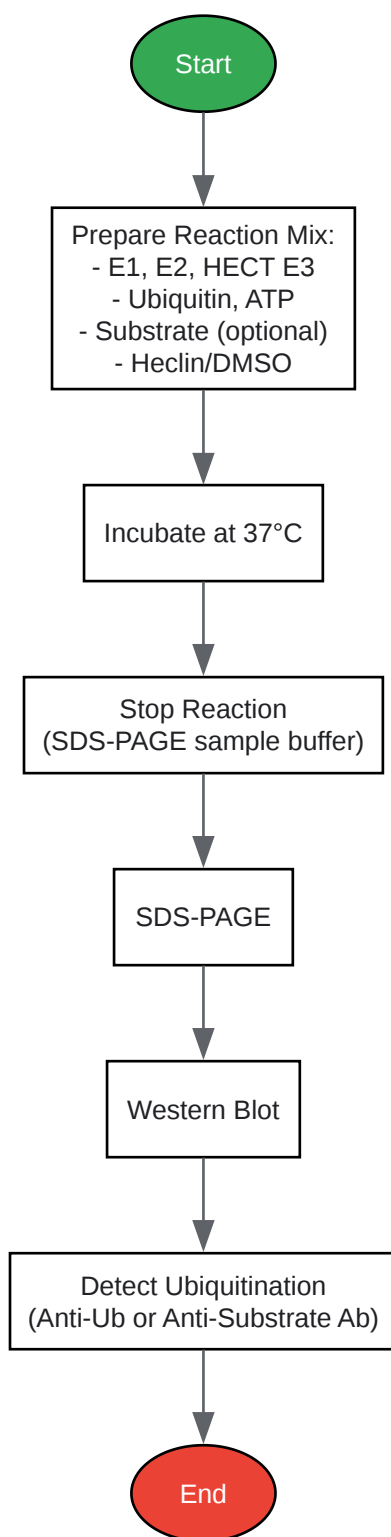 Start
Prepare Reaction Mix:
- E1, E2, HECT E3
- Ubiquitin, ATP
- Substrate (optional)
- Heclin/DMSO
Incubate at 37°C
Stop Reaction
(SDS-PAGE sample buffer)
SDS-PAGE
Western Blot
Detect Ubiquitination
(Anti-Ub or Anti-Substrate Ab)
End